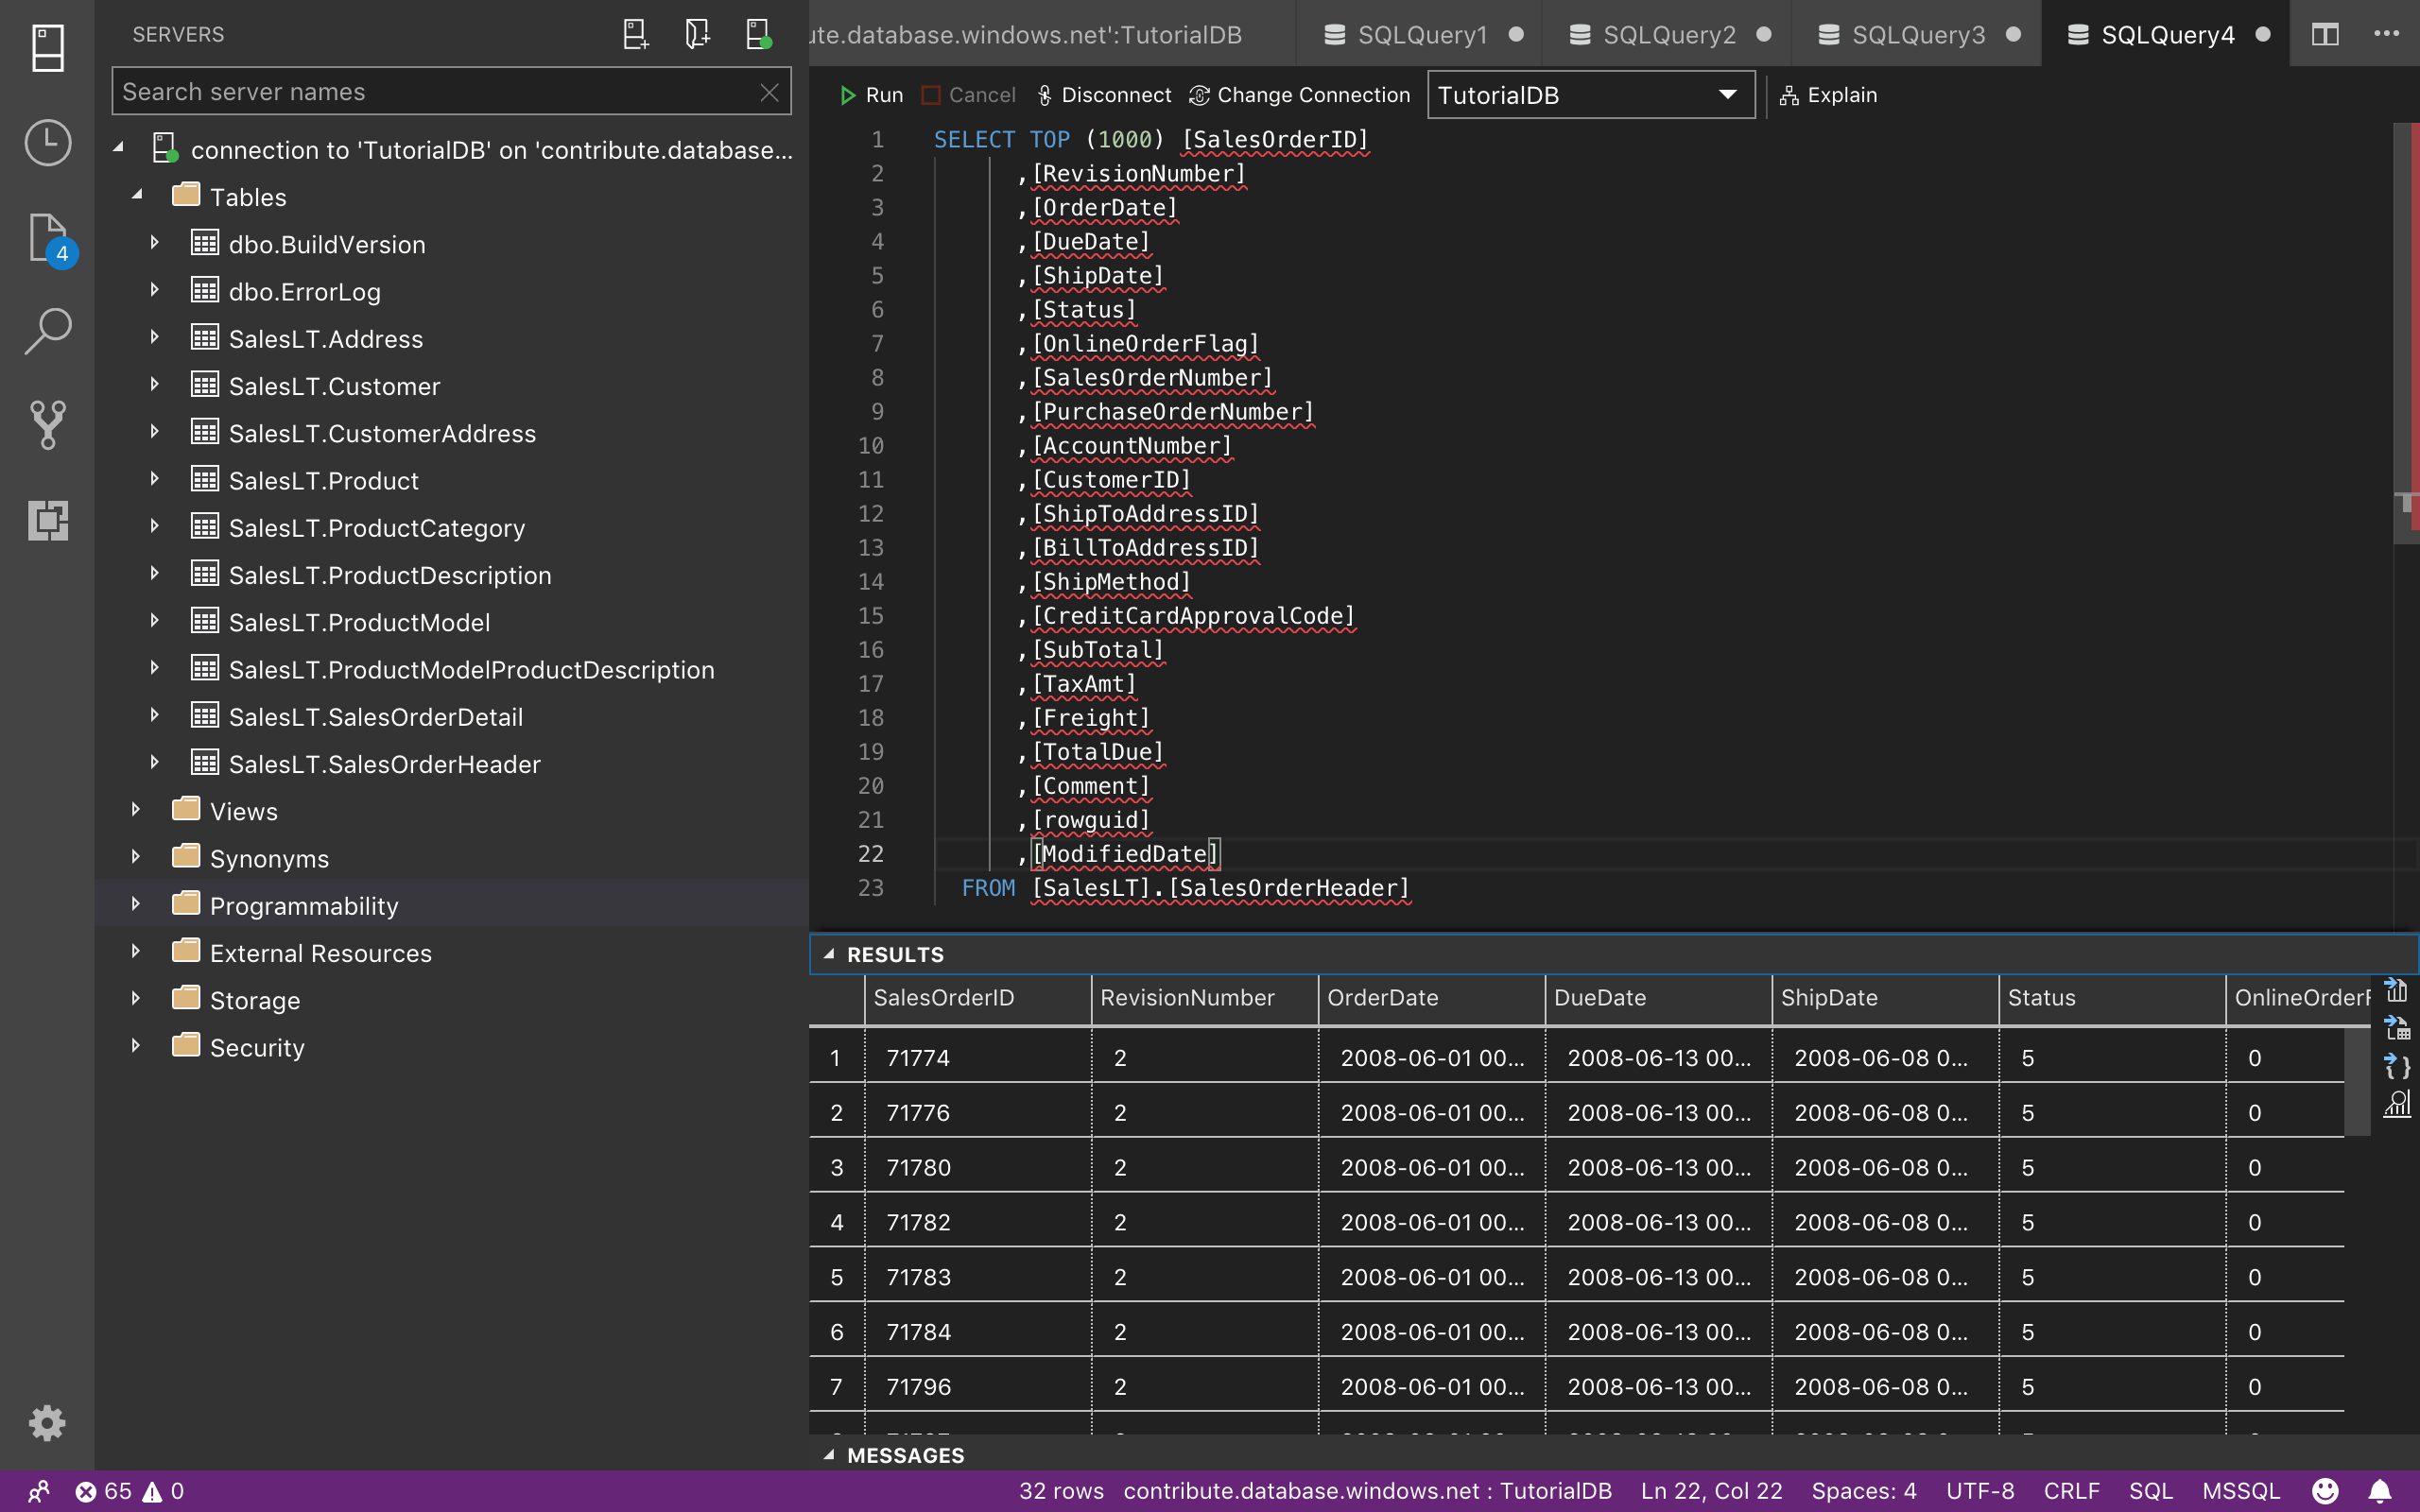 SERVERS
Search server names
connection to 'TutorialDB' on 'contribute.database...
Tables
dbo.BuildVersion
dbo.ErrorLog
SalesLT.Address
SalesLT.Customer
SalesLT.CustomerAddress
SalesLT.Product
SalesLT.ProductCategory
SalesLT.ProductDescription
SalesLT.ProductModel
SalesLT.ProductModelProductDescription
SalesLT.SalesOrderDetail
SalesLT.SalesOrderHeader
Views
Synonyms
Programmability
External Resources
Storage
Security
4
ute.database.windows.net':TutorialDB SQLQuery1 SQLQuery2 SQLQuery3 SQLQuery4
Run Cancel Disconnect Change Connection TutorialDB Explain
1 SELECT TOP (1000) [SalesOrderID]
2 ,[RevisionNumber]
3 ,[OrderDate]
4 ,[DueDate]
5 ,[ShipDate]
6 ,[Status]
7 ,[OnlineOrderFlag]
8 ,[SalesOrderNumber]
9 ,[PurchaseOrderNumber]
10 ,[AccountNumber]
11 ,[CustomerID]
12 ,[ShipToAddressID]
13 ,[BillToAddressID]
14 ,[ShipMethod]
15 ,[CreditCardApprovalCode]
16 ,[SubTotal]
17 ,[TaxAmt]
18 ,[Freight]
19 ,[TotalDue]
20 ,[Comment]
21 ,[rowguid]
22 ,[ModifiedDate]
23 FROM [SalesLT].[SalesOrderHeader]
RESULTS
SalesOrderID RevisionNumber OrderDate DueDate ShipDate Status OnlineOrderF
1 71774 2 2008-06-01 00... 2008-06-13 00... 2008-06-08 0... 5 0
2 71776 2 2008-06-01 00... 2008-06-13 00... 2008-06-08 0... 5 0
3 71780 2 2008-06-01 00... 2008-06-13 00... 2008-06-08 0... 5 0
4 71782 2 2008-06-01 00... 2008-06-13 00... 2008-06-08 0... 5 0
5 71783 2 2008-06-01 00... 2008-06-13 00... 2008-06-08 0... 5 0
6 71784 2 2008-06-01 00... 2008-06-13 00... 2008-06-08 0... 5 0
7 71796 2 2008-06-01 00... 2008-06-13 00... 2008-06-08 0... 5 0
MESSAGES
65 0 32 rows contribute.database.windows.net : TutorialDB Ln 22, Col 22 Spaces: 4 UTF-8 CRLF SQL MSSQL